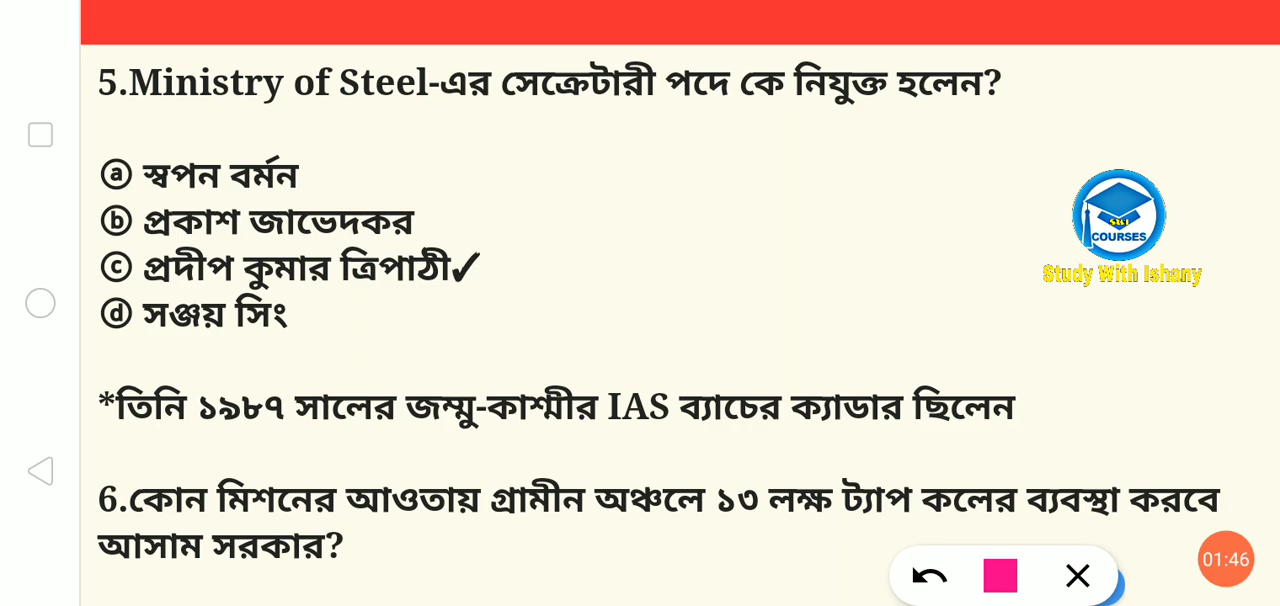 5.Ministry of Steel-এর সেক্রেটারী পদে কে নিযুক্ত হলেন?
ⓐ স্বপন বর্মন
ⓑ প্রকাশ জাভেদকর
ⓒ প্রদীপ কুমার ত্রিপাঠী✓
ⓓ সঞ্জয় সিং
COURSES
Study With Ishany
*তিনি ১৯৮৭ সালের জম্মু-কাশ্মীর IAS ব্যাচের ক্যাডার ছিলেন
6.কোন মিশনের আওতায় গ্রামীন অঞ্চলে ১৩ লক্ষ ট্যাপ কলের ব্যবস্থা করবে
আসাম সরকার?
01:46